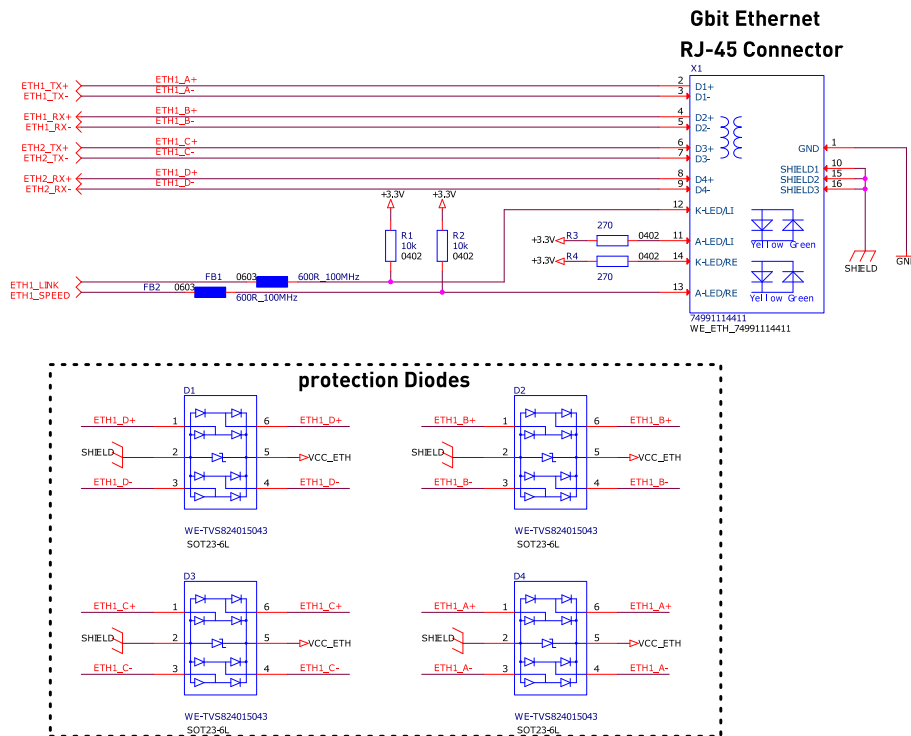 Gbit Ethernet
RJ-45 Connector
X1
ETH1_TX+ ETH1_A+ 2 D1+
ETH1_TX- ETH1_A- 3 D1-
ETH1_RX+ ETH1_B+ 4 D2+
ETH1_RX- ETH1_B- 5 D2-
ETH2_TX+ ETH1_C+ 6 D3+ GND 1
ETH2_TX- ETH1_C- 7 D3-
SHIELD1 10
ETH2_RX+ ETH1_D+ 8 D4+ SHIELD2 15
ETH2_RX- ETH1_D- 9 D4- SHIELD3 16
+3.3V +3.3V
12 K-LED/LI
R1 R2 +3.3V R3 270 0402 11 A-LED/LI Yellow Green
10k 10k
0402 0402 +3.3V R4 270 0402 14 K-LED/RE
SHIELD GN
FB1 0603 600R_100MHz
ETH1_LINK
FB2 0603 600R_100MHz
ETH1_SPEED
13 A-LED/RE Yellow Green
74991114411
WE_ETH_74991114411
protection Diodes
D1 D2
ETH1_D+ 1 6 ETH1_D+ ETH1_B+ 1 6 ETH1_B+
SHIELD 2 5 VCC_ETH SHIELD 2 5 VCC_ETH
ETH1_D- 3 4 ETH1_D- ETH1_B- 3 4 ETH1_B-
WE-TVS824015043 WE-TVS824015043
SOT23-6L SOT23-6L
D3 D4
ETH1_C+ 1 6 ETH1_C+ ETH1_A+ 1 6 ETH1_A+
SHIELD 2 5 VCC_ETH SHIELD 2 5 VCC_ETH
ETH1_C- 3 4 ETH1_C- ETH1_A- 3 4 ETH1_A-
WE-TVS824015043 WE-TVS824015043
SOT23-6L SOT23-6L